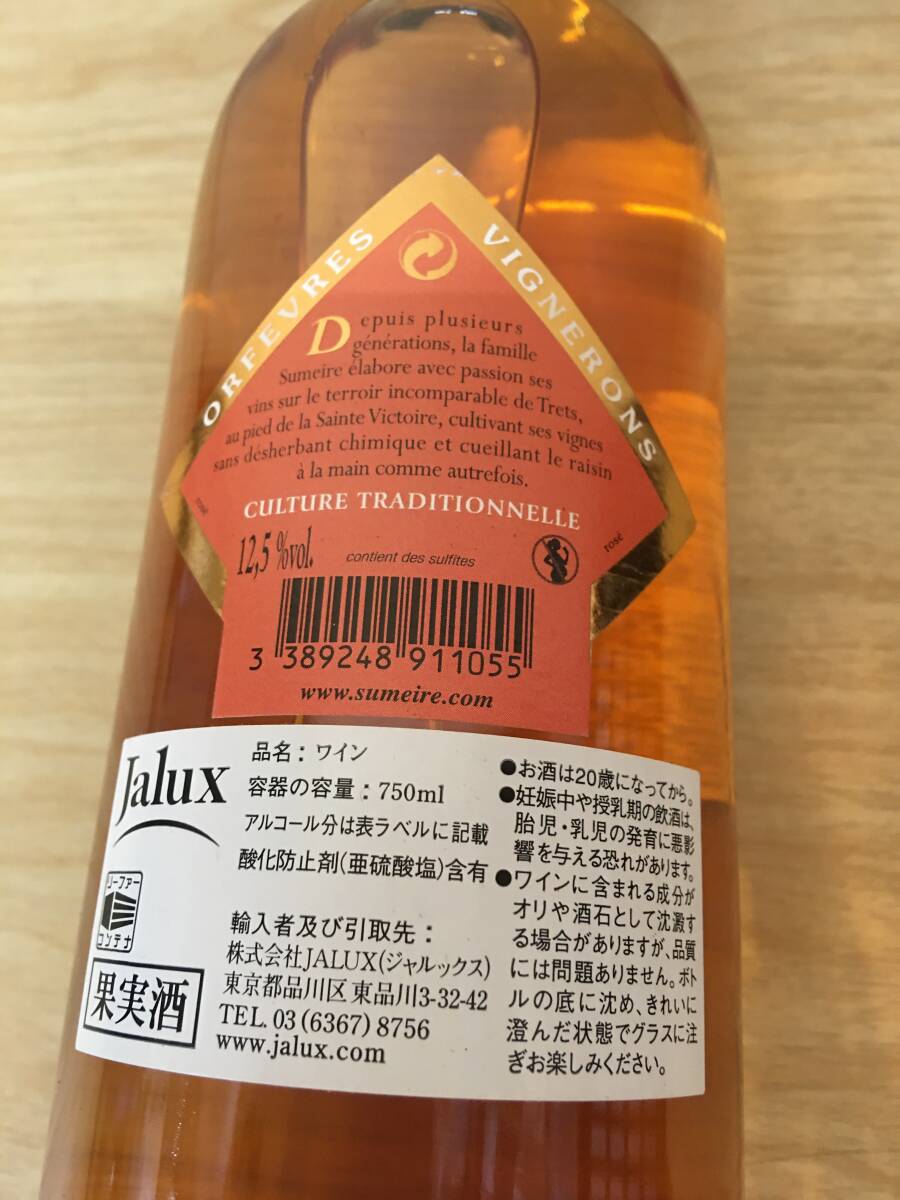 ORFEVRES VIGNERONS
Depuis plusieurs
générations, la famille
Sumeire élabore avec passion ses
vins sur le terroir incomparable de Trets,
au pied de la Sainte Victoire, cultivant ses vignes
sans désherbant chimique et cueillant le raisin
à la main comme autrefois.
CULTURE TRADITIONNELLE
rosé
rosé
12,5 %vol.
contient des sulfites
3 389248 911055
www.sumeire.com
Jalux
リーファー
コンテナ
果実酒
品名：ワイン
容器の容量：750ml
アルコール分は表ラベルに記載
酸化防止剤(亜硫酸塩)含有
輸入者及び引取先：
株式会社JALUX(ジャルックス)
東京都品川区東品川3-32-42
TEL. 03 (6367) 8756
www.jalux.com
●お酒は20歳になってから。
●妊娠中や授乳期の飲酒は、
胎児・乳児の発育に悪影
響を与える恐れがあります。
●ワインに含まれる成分が
オリや酒石として沈澱す
る場合がありますが、品質
には問題ありません。ボト
ルの底に沈め、きれいに
澄んだ状態でグラスに注
ぎお楽しみください。